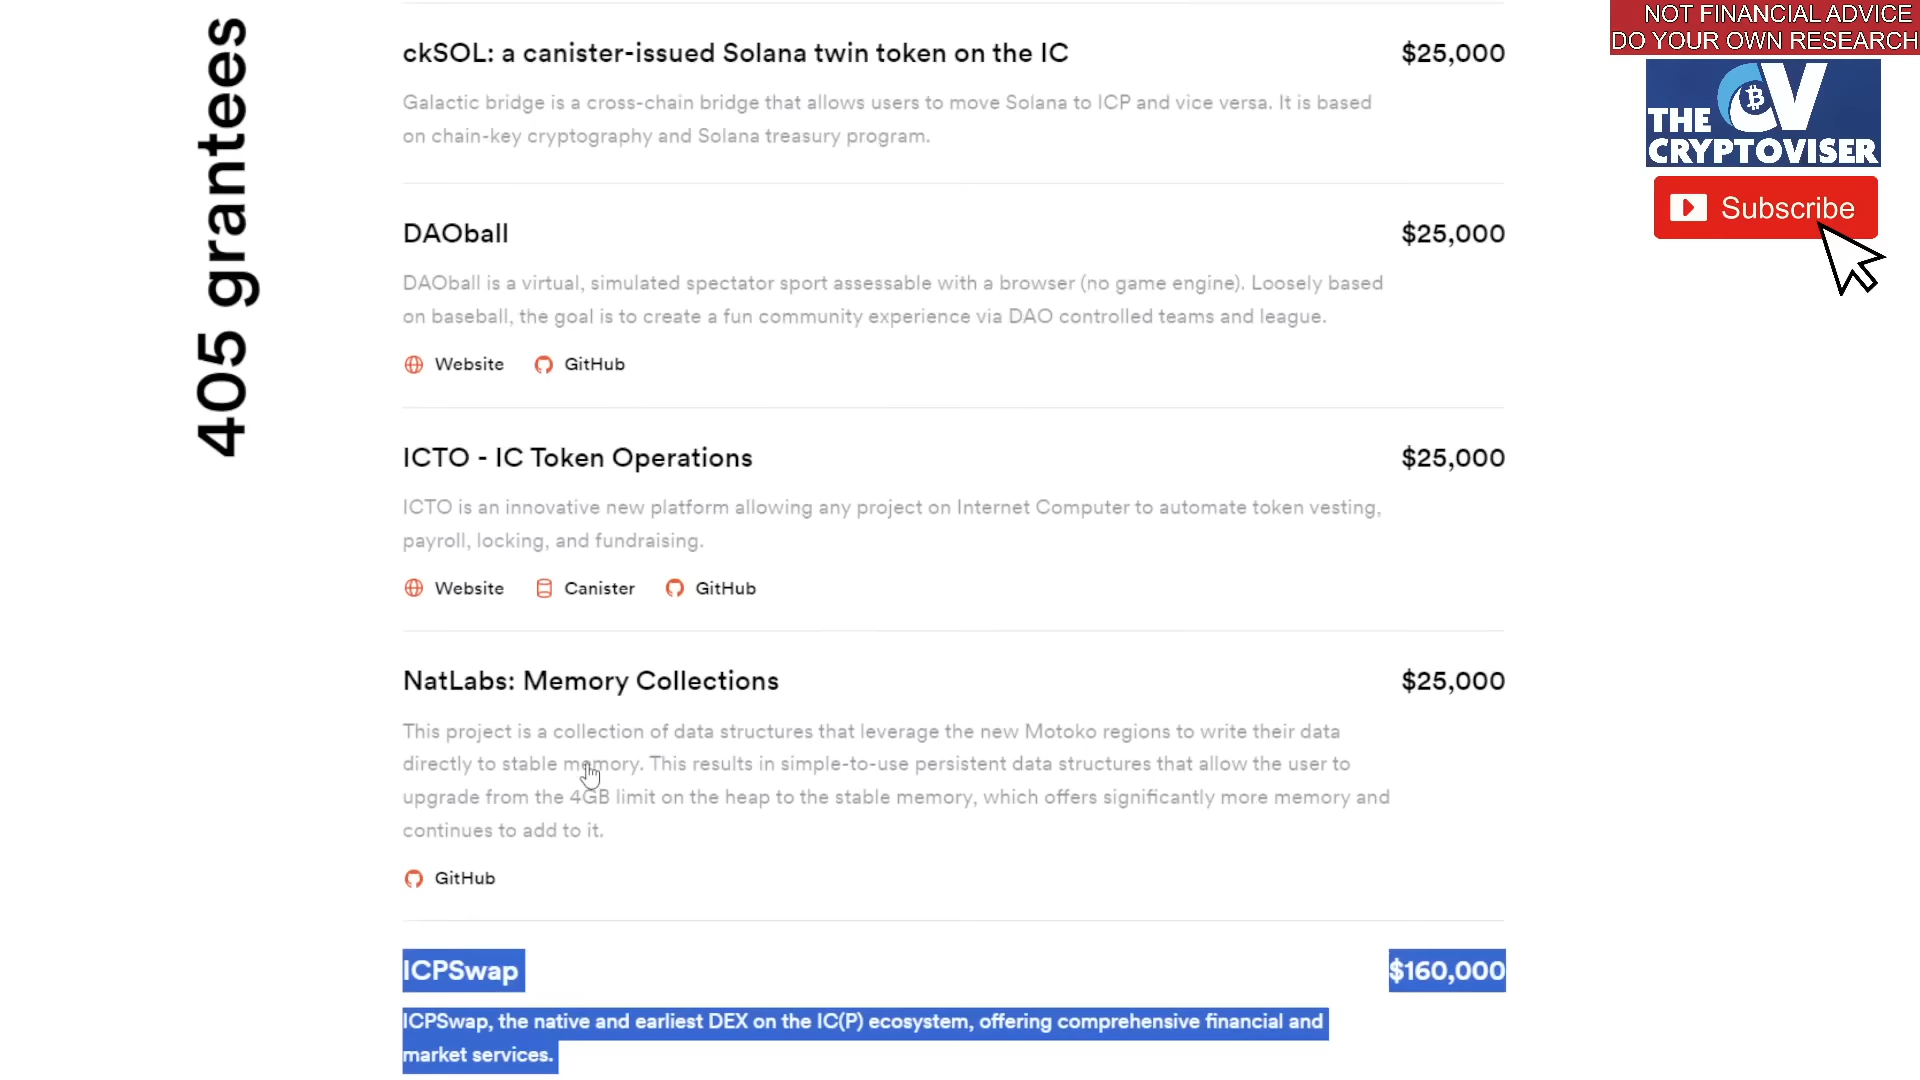 405 grantees
ckSOL: a canister-issued Solana twin token on the IC
$25,000
Galactic bridge is a cross-chain bridge that allows users to move Solana to ICP and vice versa. It is based
on chain-key cryptography and Solana treasury program.
DAOball
$25,000
DAOball is a virtual, simulated spectator sport assessable with a browser (no game engine). Loosely based
on baseball, the goal is to create a fun community experience via DAO controlled teams and league.
Website GitHub
ICTO - IC Token Operations
$25,000
ICTO is an innovative new platform allowing any project on Internet Computer to automate token vesting,
payroll, locking, and fundraising.
Website Canister GitHub
NatLabs: Memory Collections
$25,000
This project is a collection of data structures that leverage the new Motoko regions to write their data
directly to stable memory. This results in simple-to-use persistent data structures that allow the user to
upgrade from the 4GB limit on the heap to the stable memory, which offers significantly more memory and
continues to add to it.
GitHub
ICPSwap
$160,000
ICPSwap, the native and earliest DEX on the IC(P) ecosystem, offering comprehensive financial and
market services.
NOT FINANCIAL ADVICE
DO YOUR OWN RESEARCH
CV
THE
CRYPTOVISER
Subscribe